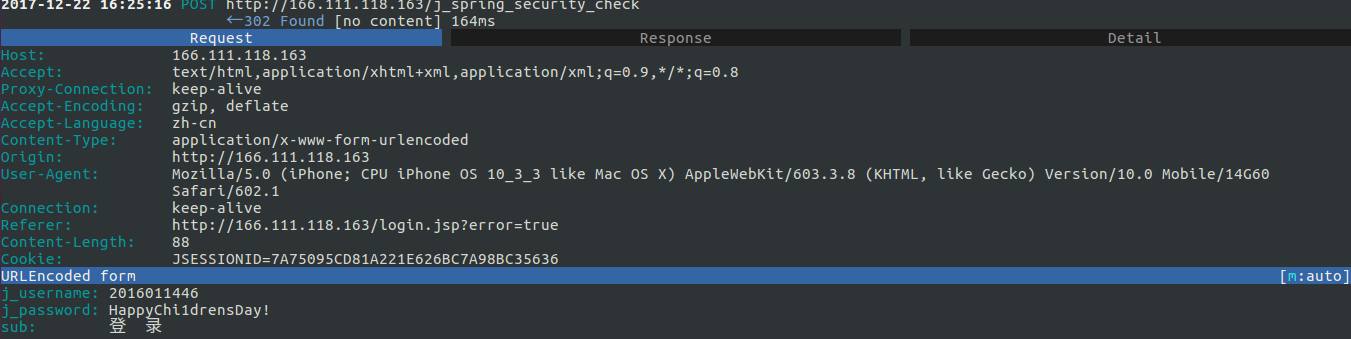 2017-12-22 16:25:16 POST http://166.111.118.163/j_spring_security_check
←302 Found [no content] 164ms
Request Response Detail
Host: 166.111.118.163
Accept: text/html,application/xhtml+xml,application/xml;q=0.9,*/*;q=0.8
Proxy-Connection: keep-alive
Accept-Encoding: gzip, deflate
Accept-Language: zh-cn
Content-Type: application/x-www-form-urlencoded
Origin: http://166.111.118.163
User-Agent: Mozilla/5.0 (iPhone; CPU iPhone OS 10_3_3 like Mac OS X) AppleWebKit/603.3.8 (KHTML, like Gecko) Version/10.0 Mobile/14G60
Safari/602.1
Connection: keep-alive
Referer: http://166.111.118.163/login.jsp?error=true
Content-Length: 88
Cookie: JSESSIONID=7A75095CD81A221E626BC7A98BC35636
URLEncoded form [m:auto]
j_username: 2016011446
j_password: HappyChi1drensDay!
sub: 登 录